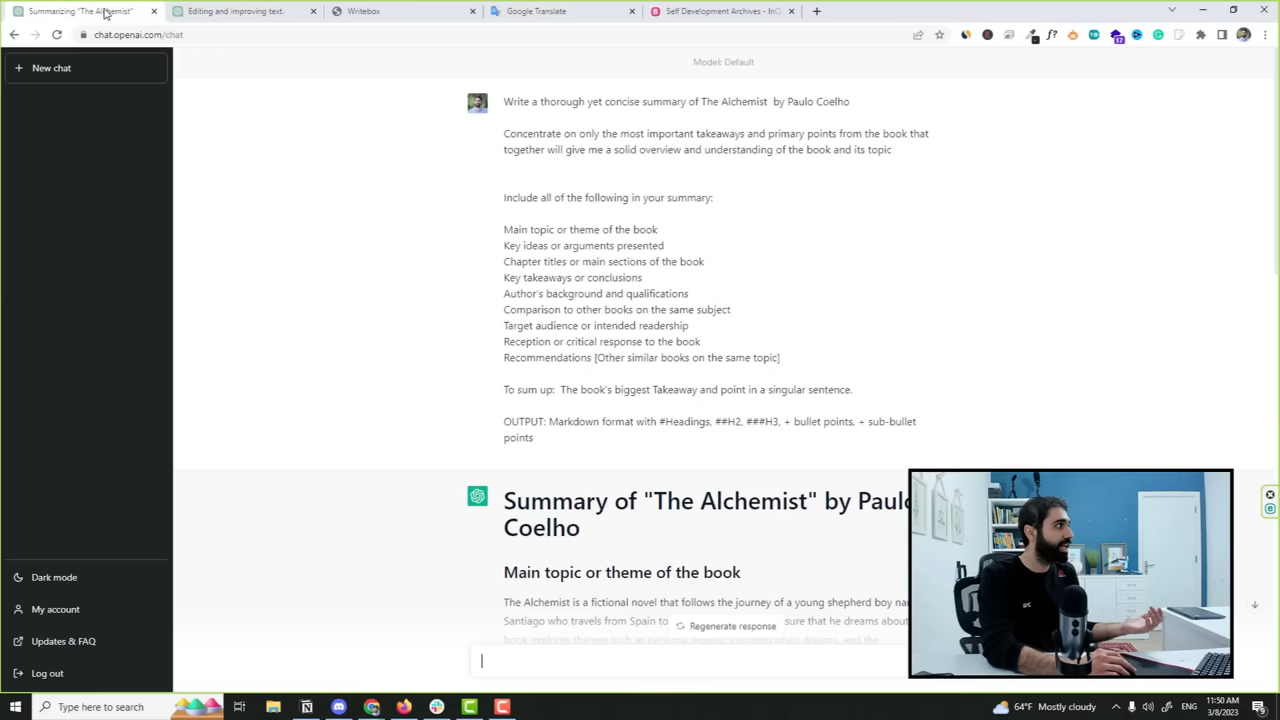 Summarizing "The Alchemist"
Editing and improving text.
Writebox
Google Translate
Self Development Archives - InC
chat.openai.com/chat
17
New chat
Model: Default
Write a thorough yet concise summary of The Alchemist by Paulo Coelho
Concentrate on only the most important takeaways and primary points from the book that
together will give me a solid overview and understanding of the book and its topic
Include all of the following in your summary:
Main topic or theme of the book
Key ideas or arguments presented
Chapter titles or main sections of the book
Key takeaways or conclusions
Author's background and qualifications
Comparison to other books on the same subject
Target audience or intended readership
Reception or critical response to the book
Recommendations [Other similar books on the same topic]
To sum up: The book's biggest Takeaway and point in a singular sentence.
OUTPUT: Markdown format with #Headings, ##H2, ###H3, + bullet points, + sub-bullet
points
Summary of "The Alchemist" by Paulo
Coelho
Main topic or theme of the book
The Alchemist is a fictional novel that follows the journey of a young shepherd boy
Santiago who travels from Spain to
sure that he dreams about
Regenerate response
book explores themes such as
dreams, and the
Dark mode
My account
Updates & FAQ
Log out
Type here to search
64°F Mostly cloudy
ENG
11:50 AM
3/8/2023